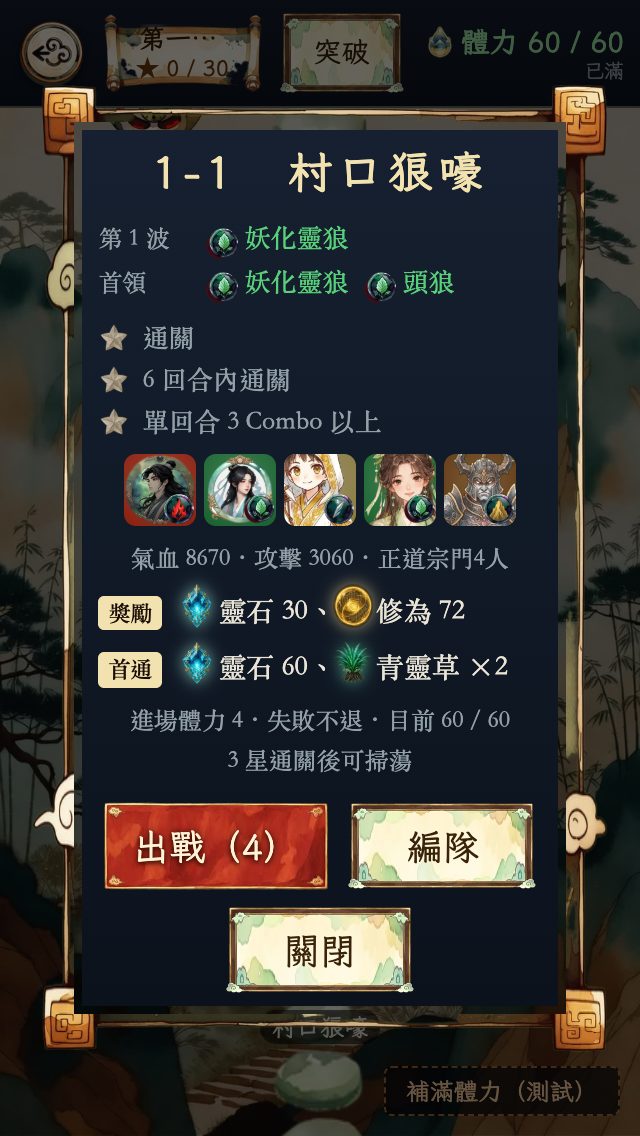 第一…
★ 0 / 30
突破
體力 60 / 60
已滿
1-1 村口狼嚎
第 1 波 妖化靈狼
首領 妖化靈狼 頭狼
通關
6 回合內通關
單回合 3 Combo 以上
氣血 8670 · 攻擊 3060 · 正道宗門4人
獎勵 靈石 30、修為 72
首通 靈石 60、青靈草 ×2
進場體力 4 · 失敗不退 · 目前 60 / 60
3 星通關後可掃蕩
出戰（4）
編隊
關閉
村口狼嚎
補滿體力（測試）